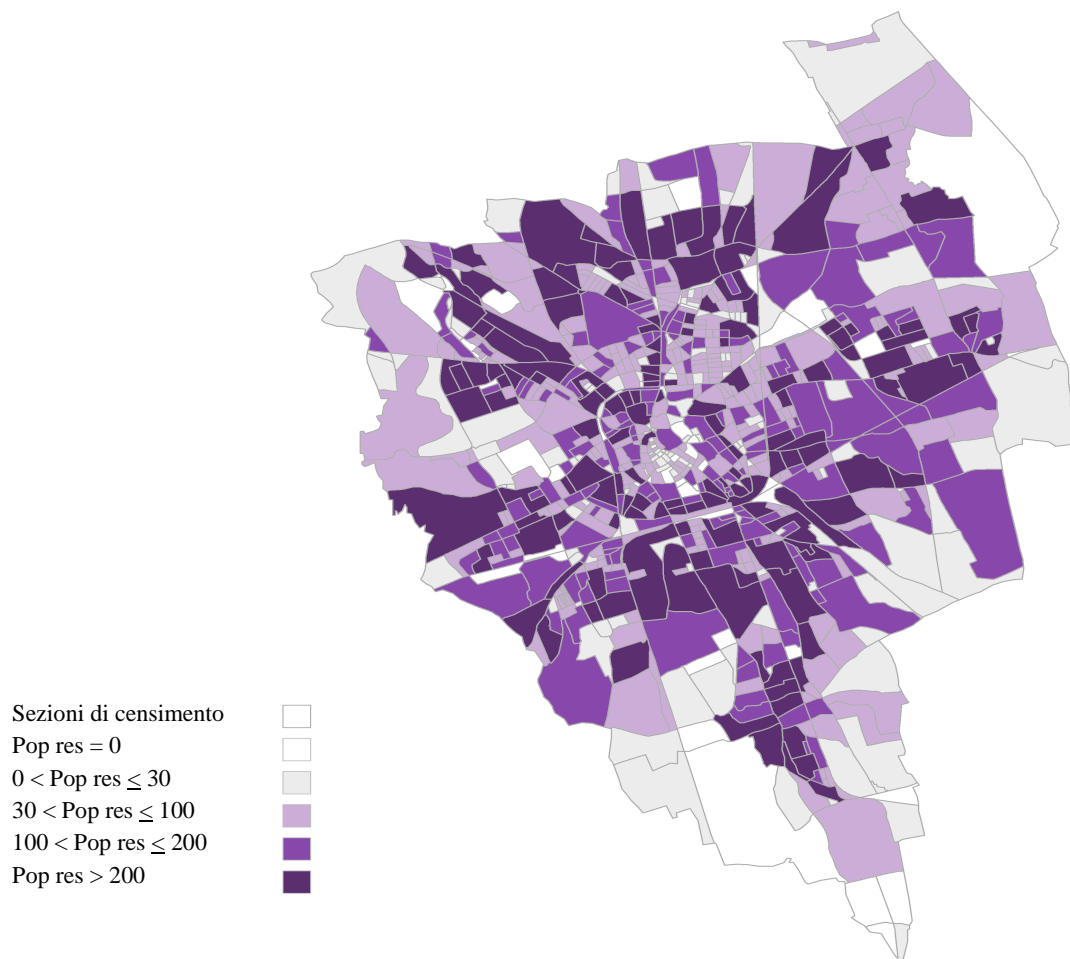 Sezioni di censimento
Pop res = 0
0 < Pop res ≤ 30
30 < Pop res ≤ 100
100 < Pop res ≤ 200
Pop res > 200